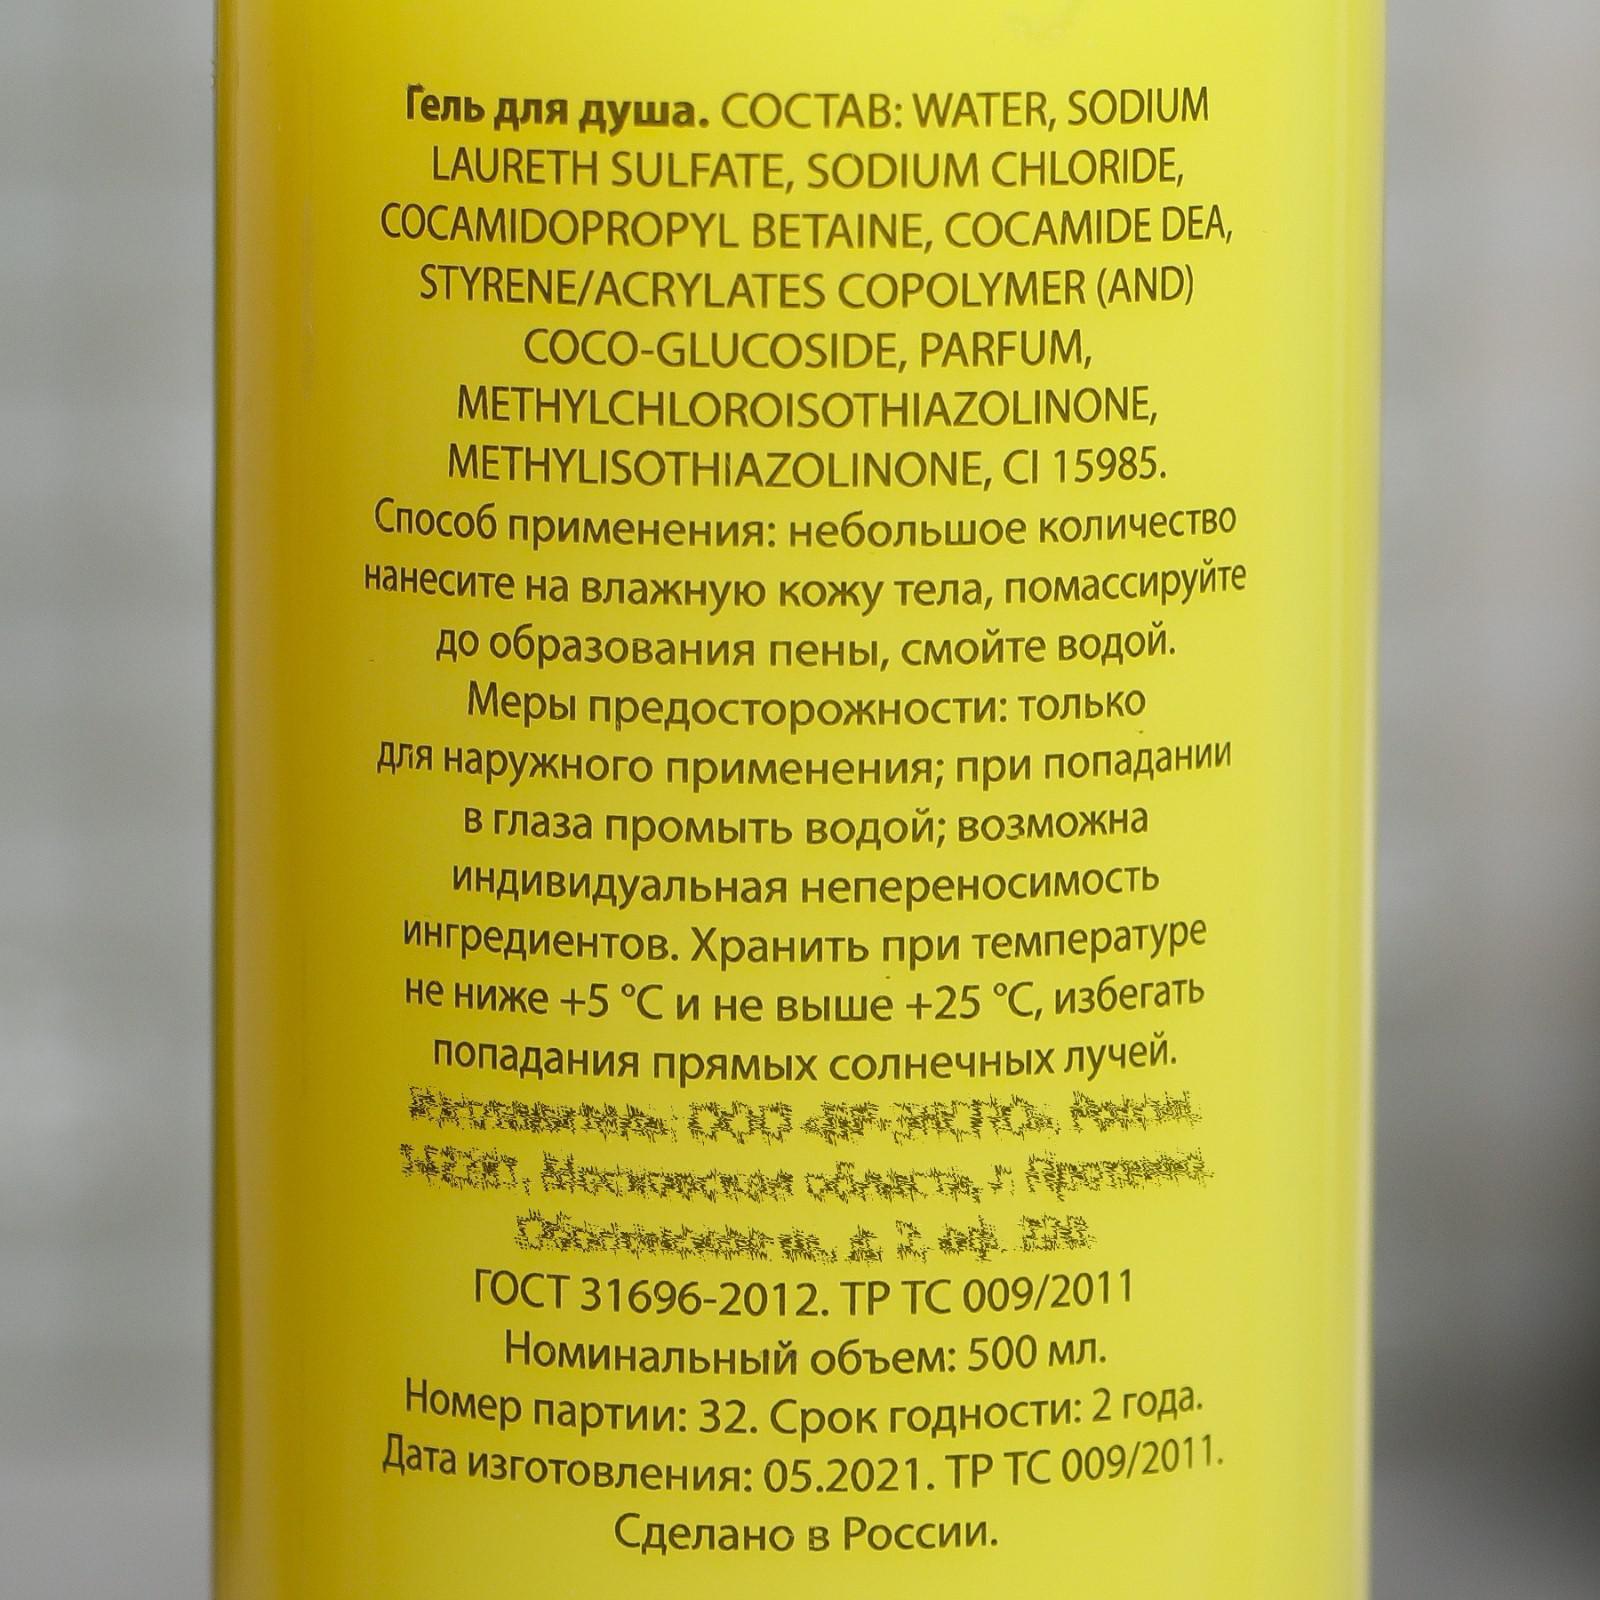 Гель для душа. СОСТАВ: WATER, SODIUM
LAURETH SULFATE, SODIUM CHLORIDE,
COCAMIDOPROPYL BETAINE, COCAMIDE DEA,
STYRENE/ACRYLATES COPOLYMER (AND)
COCO-GLUCOSIDE, PARFUM,
METHYLCHLOROISOTHIAZOLINONE,
METHYLISOTHIAZOLINONE, CI 15985.
Способ применения: небольшое количество
нанесите на влажную кожу тела, помассируйте
до образования пены, смойте водой.
Меры предосторожности: только
для наружного применения; при попадании
в глаза промыть водой; возможна
индивидуальная непереносимость
ингредиентов. Хранить при температуре
не ниже +5 °C и не выше +25 °C, избегать
попадания прямых солнечных лучей.
ГОСТ 31696-2012. ТР ТС 009/2011
Номинальный объем: 500 мл.
Номер партии: 32. Срок годности: 2 года.
Дата изготовления: 05.2021. ТР ТС 009/2011.
Сделано в России.